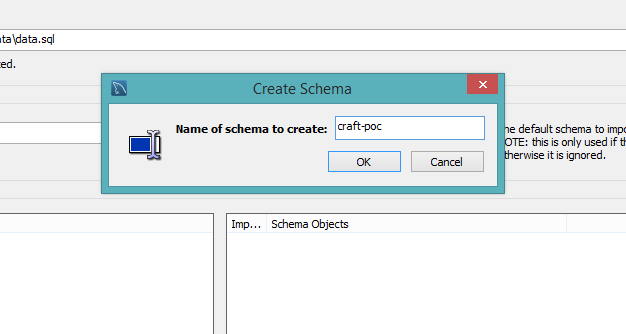 ata\data.sql
ted.
Create Schema
Name of schema to create: craft-poc
he default schema to impo
OTE: this is only used if th
therwise it is ignored.
OK Cancel
Imp... Schema Objects